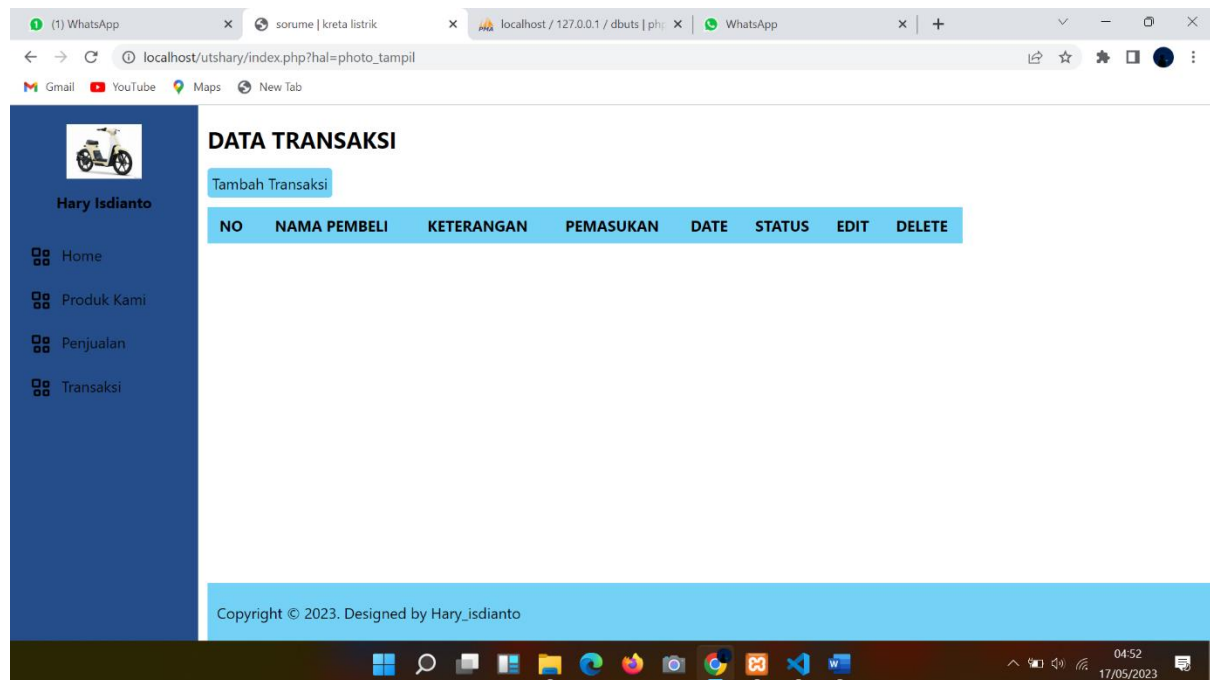 (1) WhatsApp
sorume | kreta listrik
localhost / 127.0.0.1 / dbuts | php
WhatsApp
localhost/utshary/index.php?hal=photo_tampil
Gmail YouTube Maps New Tab
Hary Isdianto
Home
Produk Kami
Penjualan
Transaksi
DATA TRANSAKSI
Tambah Transaksi
NO NAMA PEMBELI KETERANGAN PEMASUKAN DATE STATUS EDIT DELETE
Copyright © 2023. Designed by Hary_isdianto
04:52
17/05/2023